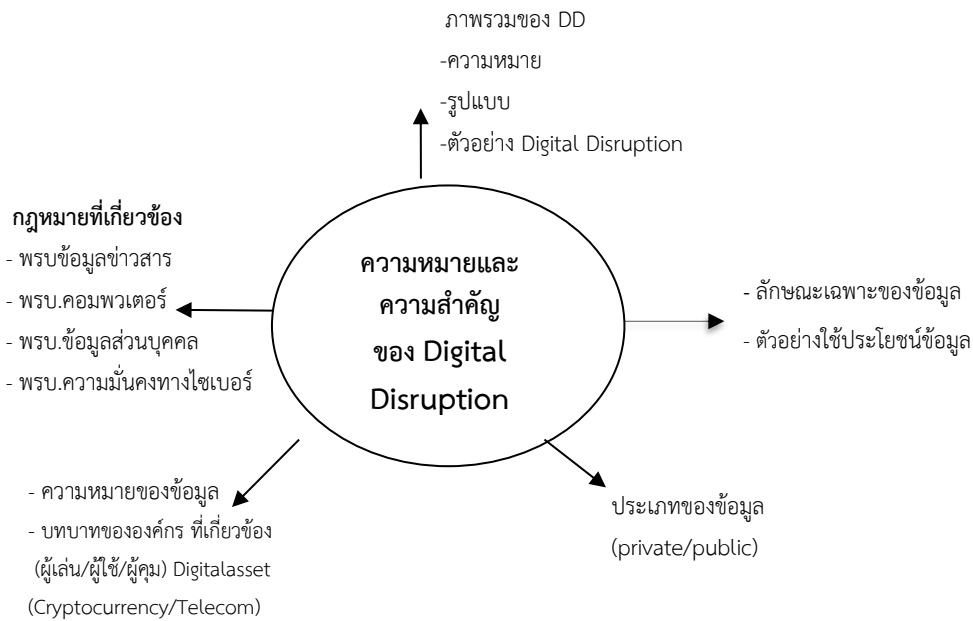 ภาพรวมของ DD
-ความหมาย
-รูปแบบ
-ตัวอย่าง Digital Disruption
กฎหมายที่เกี่ยวข้อง
- พรบข้อมูลข่าวสาร
- พรบ.คอมพวเตอร์
- พรบ.ข้อมูลส่วนบุคคล
- พรบ.ความมั่นคงทางไซเบอร์
ความหมายและ
ความสำคัญ
ของ Digital
Disruption
- ลักษณะเฉพาะของข้อมูล
- ตัวอย่างใช้ประโยชน์ข้อมูล
- ความหมายของข้อมูล
- บทบาทขององค์กร ที่เกี่ยวข้อง
(ผู้เล่น/ผู้ใช้/ผู้คุม) Digitalasset
(Cryptocurrency/Telecom)
ประเภทของข้อมูล
(private/public)